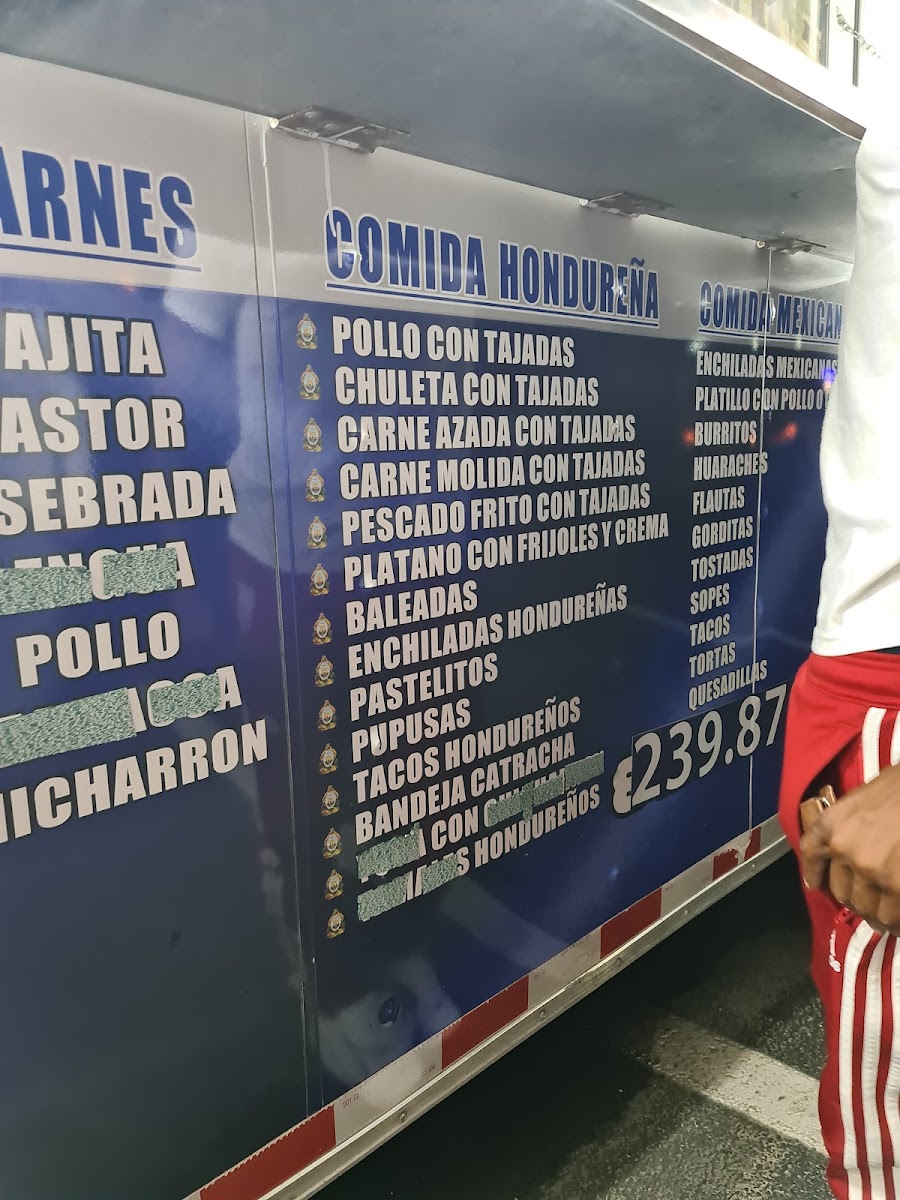 ARNES
AJITA
ASTOR
SEBRADA
POLLO
ICHARRON
COMIDA HONDUREÑA
POLLO CON TAJADAS
CHULETA CON TAJADAS
CARNE AZADA CON TAJADAS
CARNE MOLIDA CON TAJADAS
PESCADO FRITO CON TAJADAS
PLATANO CON FRIJOLES Y CREMA
BALEADAS
ENCHILADAS HONDUREÑAS
PASTELITOS
PUPUSAS
TACOS HONDUREÑOS
BANDEJA CATRACHA
CON
HONDUREÑOS
COMIDA MEXICAN
ENCHILADAS MEXICANAS
PLATILLO CON POLLO O
BURRITOS
HUARACHES
FLAUTAS
GORDITAS
TOSTADAS
SOPES
TACOS
TORTAS
QUESADILLAS
€239.87